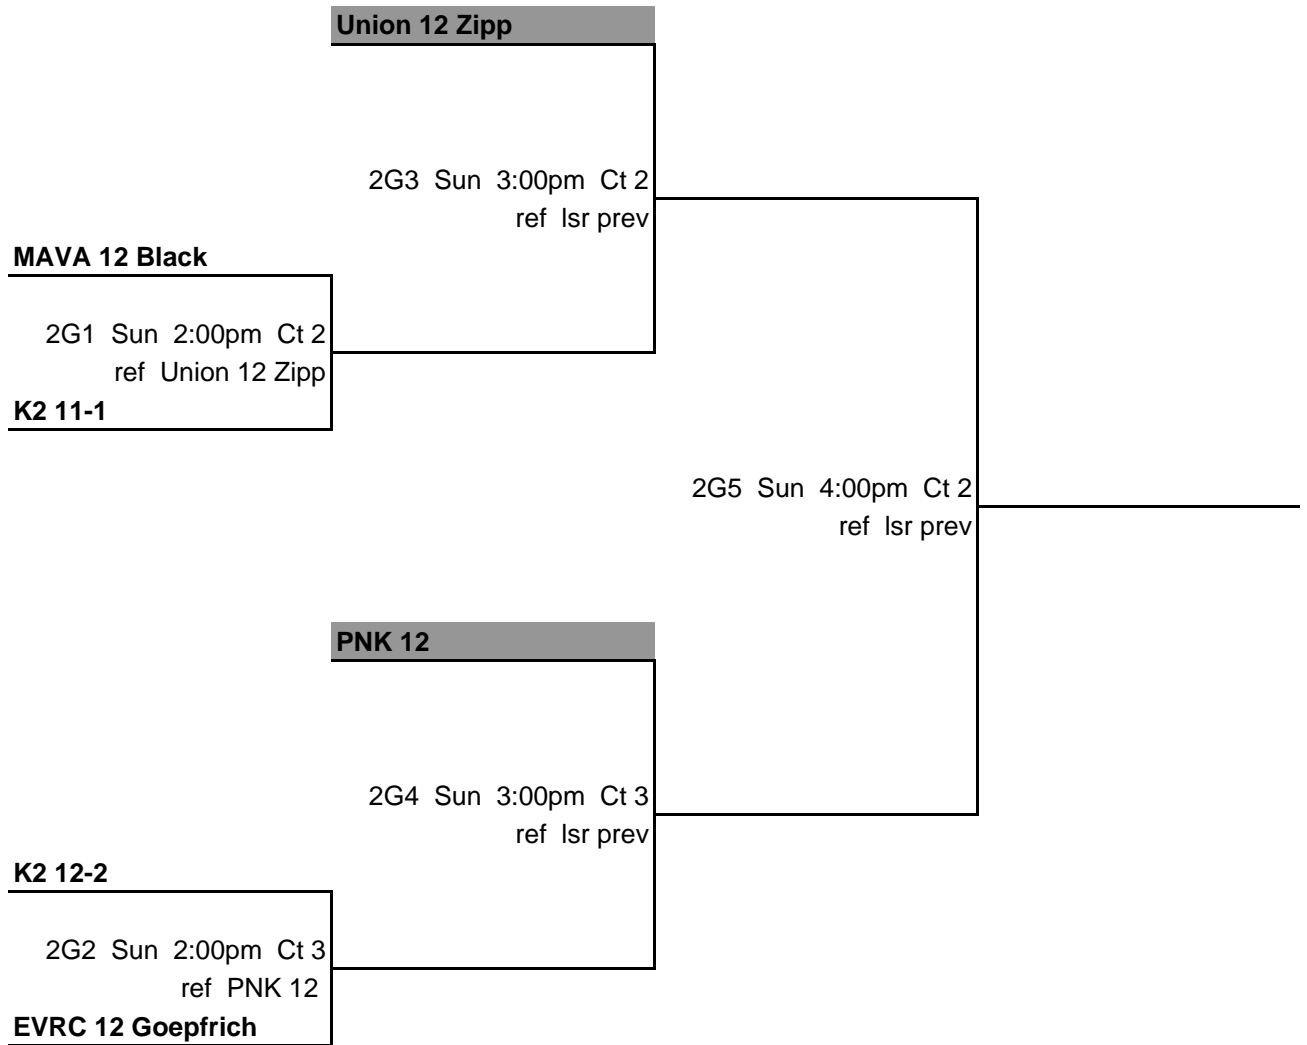 Union 12 Zipp
2G3 Sun 3:00pm Ct 2
ref lsr prev
MAVA 12 Black
2G1 Sun 2:00pm Ct 2
ref Union 12 Zipp
K2 11-1
2G5 Sun 4:00pm Ct 2
ref lsr prev
PNK 12
2G4 Sun 3:00pm Ct 3
ref lsr prev
K2 12-2
2G2 Sun 2:00pm Ct 3
ref PNK 12
EVRC 12 Goepfrich